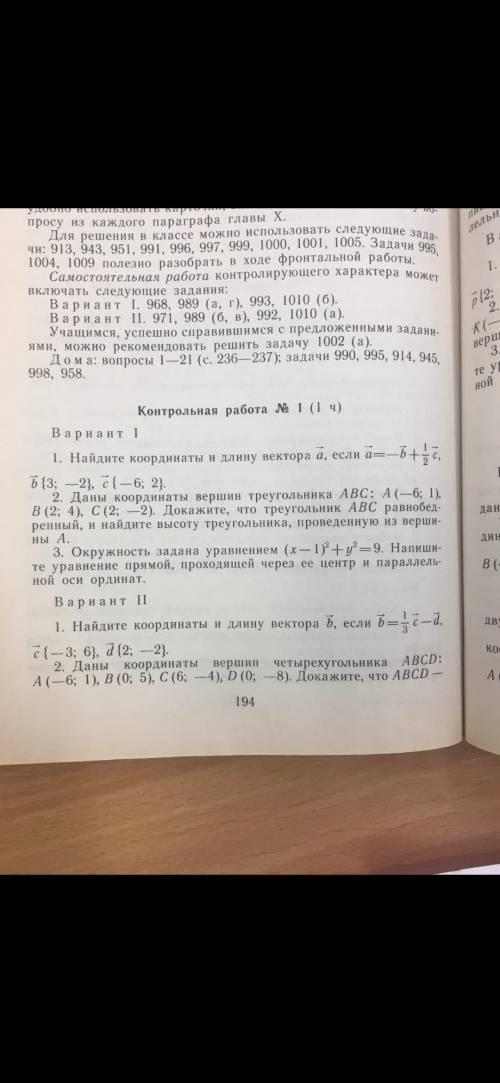 удобно использовать
просу из каждого параграфа главы X.
Для решения в классе можно использовать следующие зада-
чи: 913, 943, 951, 991, 996, 997, 999, 1000, 1001, 1005. Задачи 995,
1004, 1009 полезно разобрать в ходе фронтальной работы.
Самостоятельная работа контролирующего характера может
включать следующие задания:
Вариант I. 968, 989 (а, г), 993, 1010 (б).
Вариант II. 971, 989 (б, в), 992, 1010 (а).
Учащимся, успешно справившимся с предложенными задани-
ями, можно рекомендовать решить задачу 1002 (а).
Дома: вопросы 1—21 (с. 236—237); задачи 990, 995, 914, 945,
998, 958.
Контрольная работа № 1 (1 ч)
Вариант I
1. Найдите координаты и длину вектора a⃗, если a⃗=−b⃗+½c⃗,
b⃗{3; −2}, c⃗{−6; 2}.
2. Даны координаты вершин треугольника ABC: A (−6; 1),
B (2; 4), C (2; −2). Докажите, что треугольник ABC равнобед-
ренный, и найдите высоту треугольника, проведенную из верши-
ны A.
3. Окружность задана уравнением (x−1)²+y²=9. Напиши-
те уравнение прямой, проходящей через ее центр и параллель-
ной оси ординат.
Вариант II
1. Найдите координаты и длину вектора b⃗, если b⃗=⅓c⃗−d⃗,
c⃗{−3; 6}, d⃗{2; −2}.
2. Даны координаты вершин четырехугольника ABCD:
A (−6; 1), B (0; 5), C (6; −4), D (0; −8). Докажите, что ABCD —
194